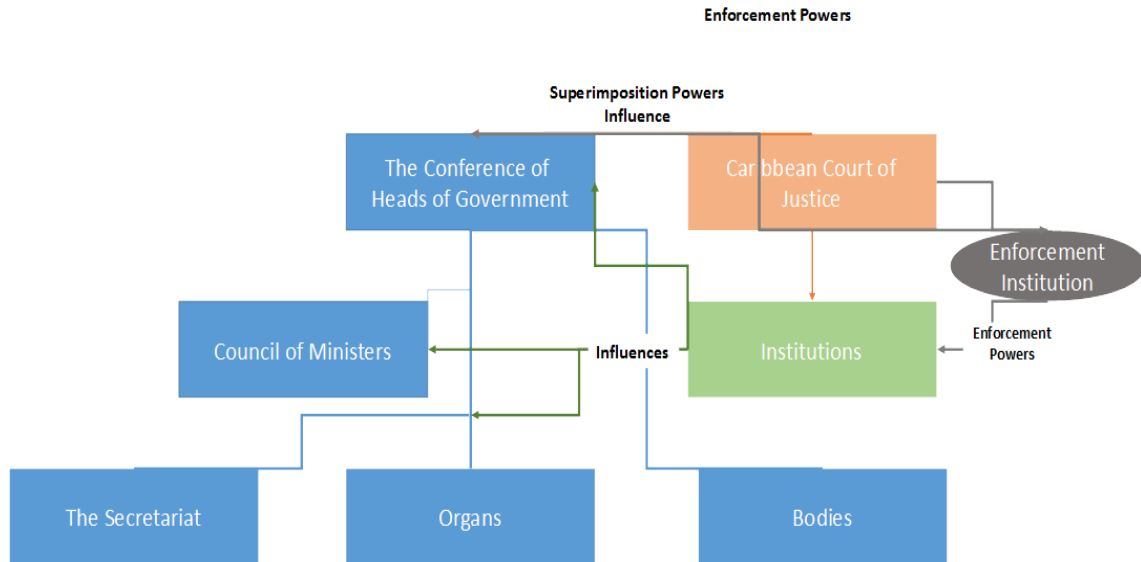 Enforcement Powers
Superimposition Powers
Influence
The Conference of
Heads of Government
Caribbean Court of
Justice
Enforcement
Institution
Council of Ministers
Influences
Institutions
Enforcement
Powers
The Secretariat
Organs
Bodies